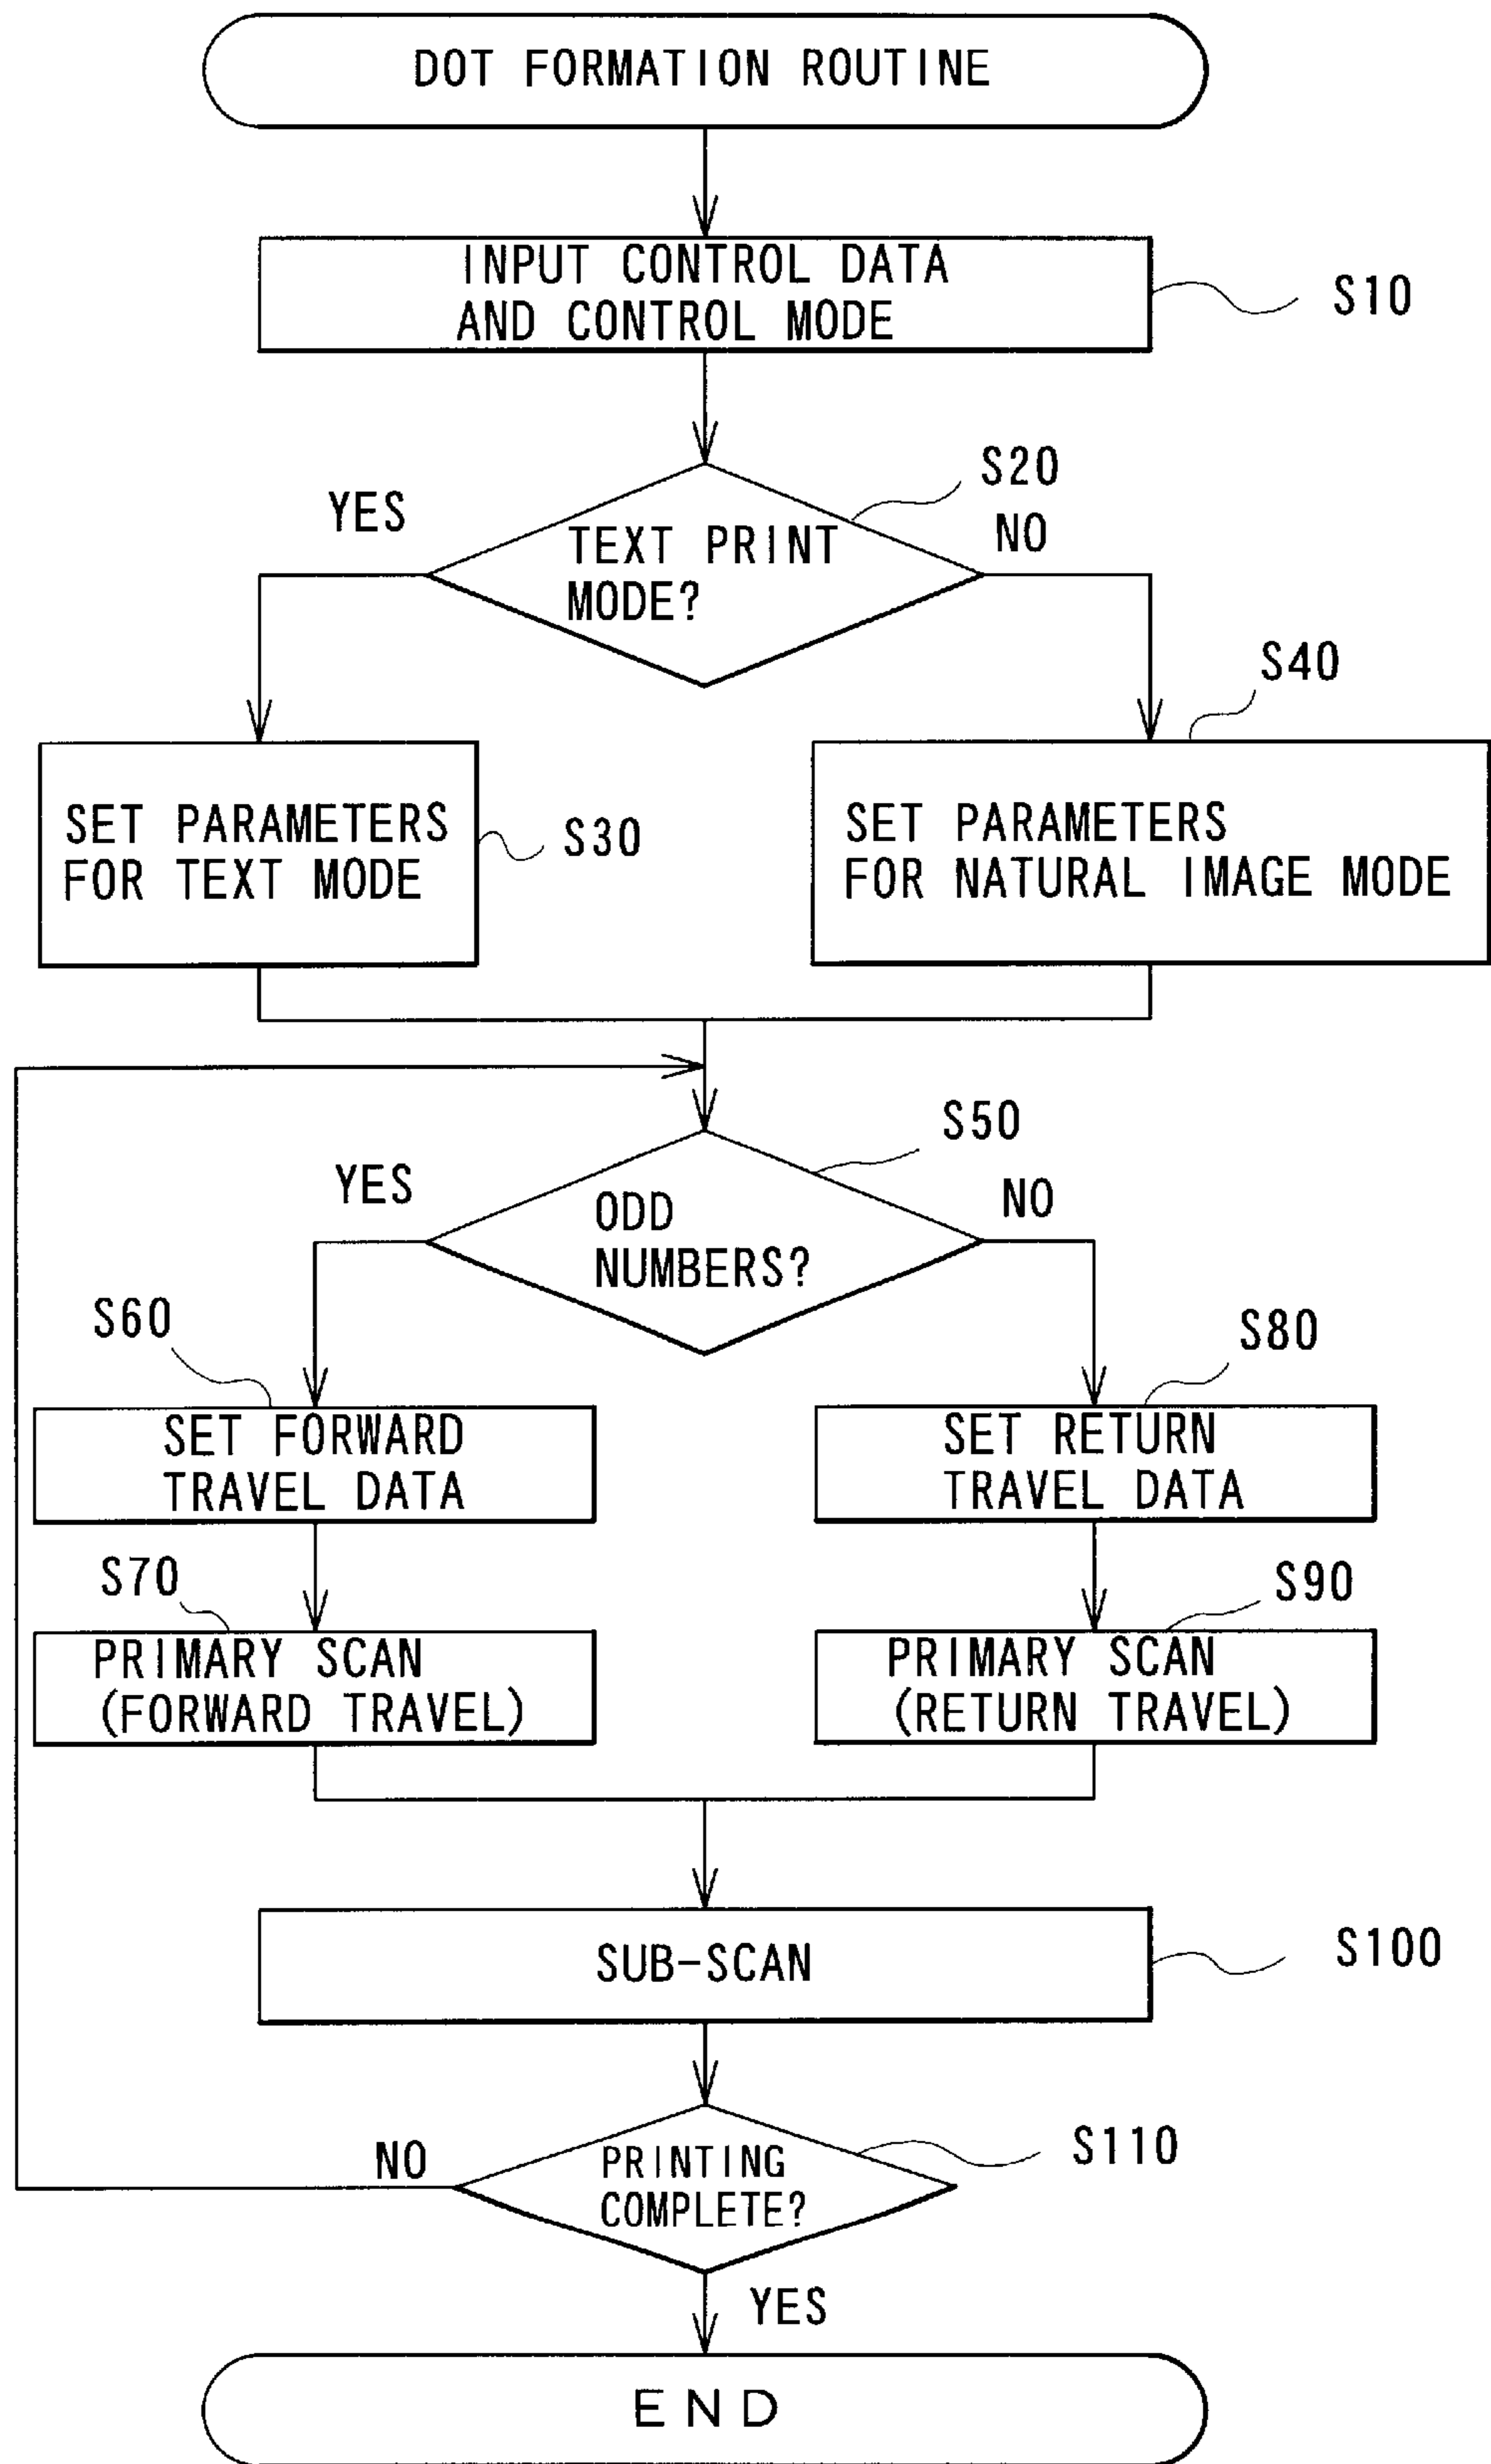 DOT FORMATION ROUTINE
INPUT CONTROL DATA
AND CONTROL MODE
S10
S20
YES
NO
TEXT PRINT
MODE?
S40
SET PARAMETERS
FOR TEXT MODE
S30
SET PARAMETERS
FOR NATURAL IMAGE MODE
S50
YES
NO
ODD
NUMBERS?
S60
S80
SET FORWARD
TRAVEL DATA
SET RETURN
TRAVEL DATA
S70
S90
PRIMARY SCAN
(FORWARD TRAVEL)
PRIMARY SCAN
(RETURN TRAVEL)
SUB-SCAN
S100
NO
PRINTING
COMPLETE?
S110
YES
END